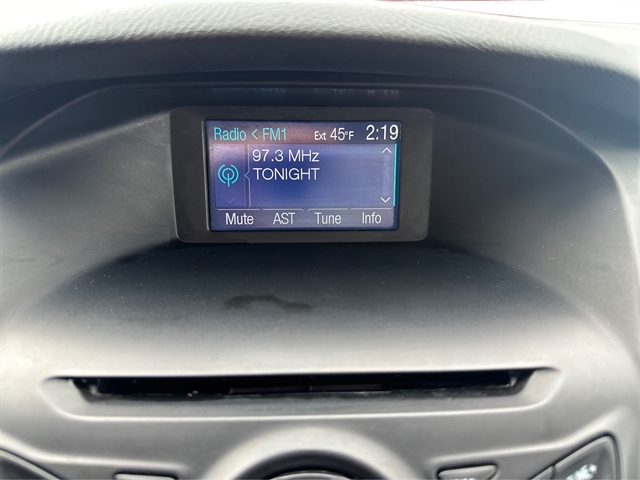 Radio < FM1 Ext 45°F 2:19
97.3 MHz
TONIGHT
Mute AST Tune Info